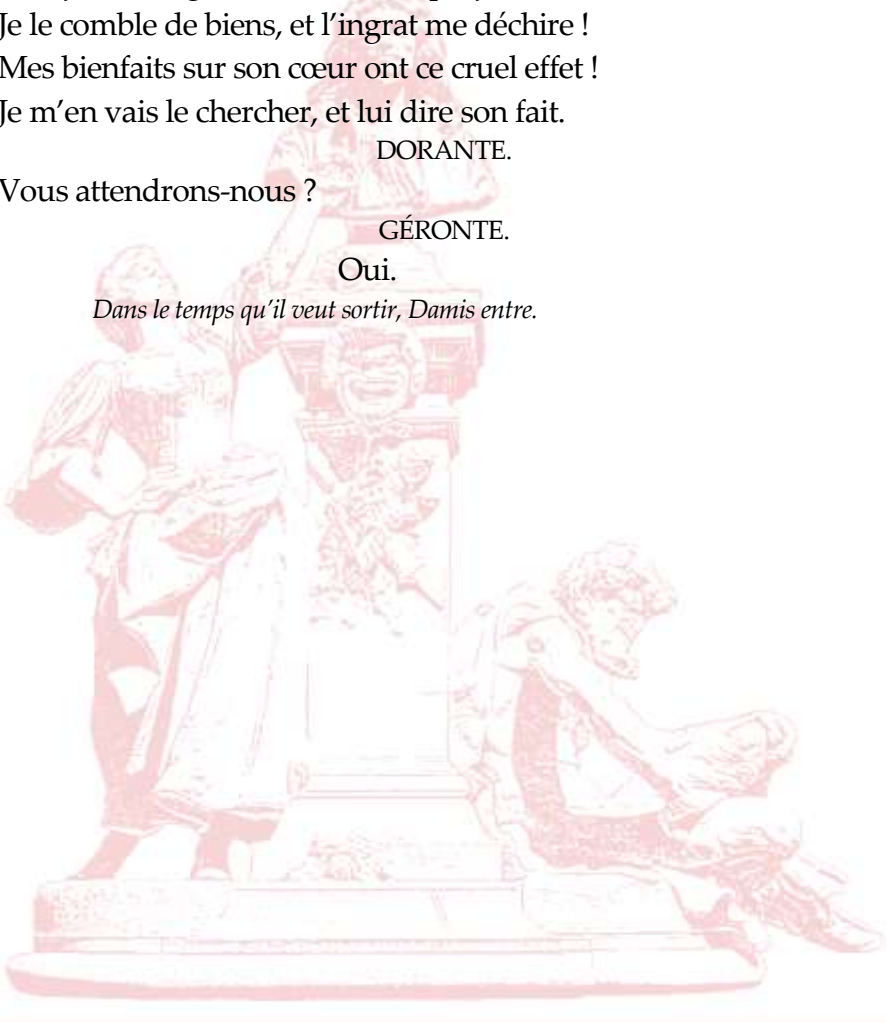 Je le comble de biens, et l’ingrat me déchire !
Mes bienfaits sur son cœur ont ce cruel effet !
Je m’en vais le chercher, et lui dire son fait.
DORANTE.
Vous attendrons-nous ?
GÉRONTE.
Oui.
Dans le temps qu’il veut sortir, Damis entre.